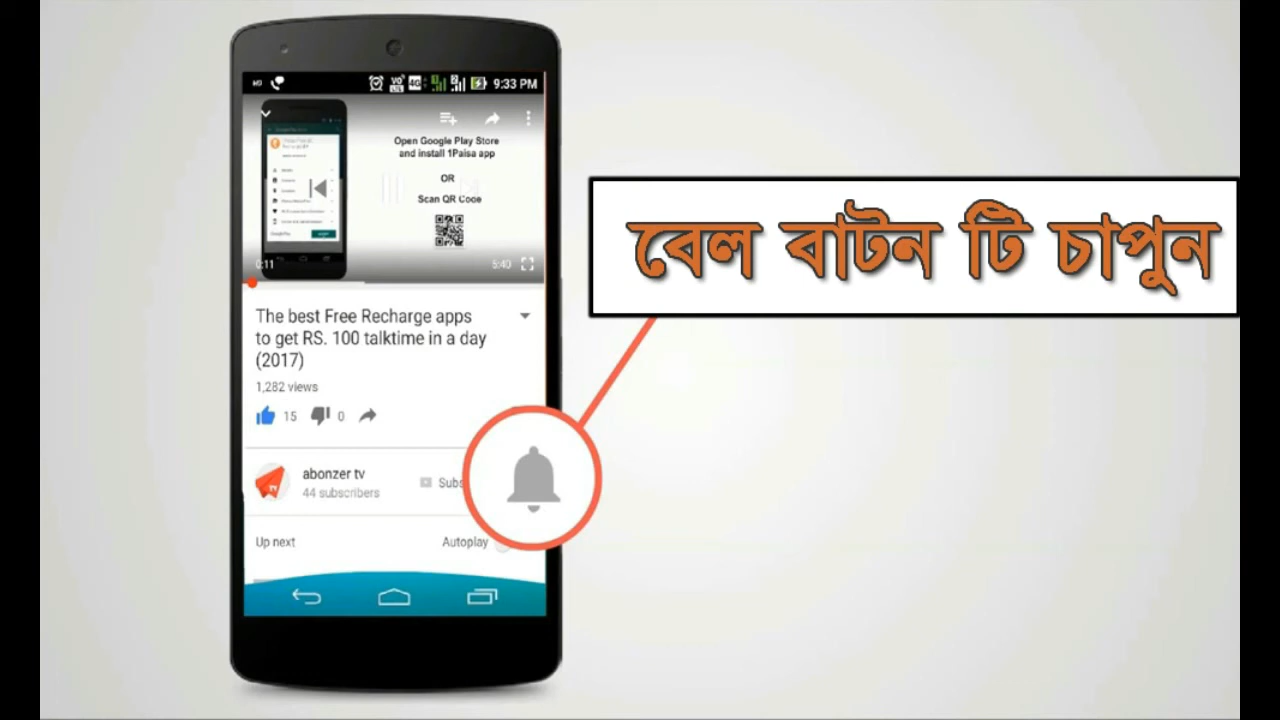 9:33 PM
Open Google Play Store
and install 1Paisa app
OR
Scan QR Code
0:11
5:40
The best Free Recharge apps
to get RS. 100 talktime in a day
(2017)
1,282 views
15
0
abonzer tv
44 subscribers
Up next
Autoplay
বেল বাটন টি চাপুন